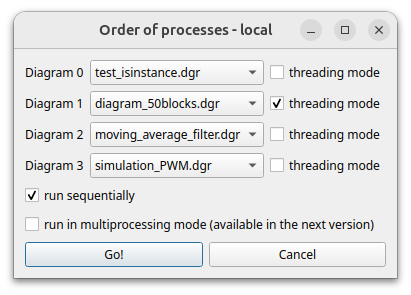 Order of processes - local
Diagram 0 test_isinstance.dgr threading mode
Diagram 1 diagram_50blocks.dgr threading mode
Diagram 2 moving_average_filter.dgr threading mode
Diagram 3 simulation_PWM.dgr threading mode
run sequentially
run in multiprocessing mode (available in the next version)
Go! Cancel